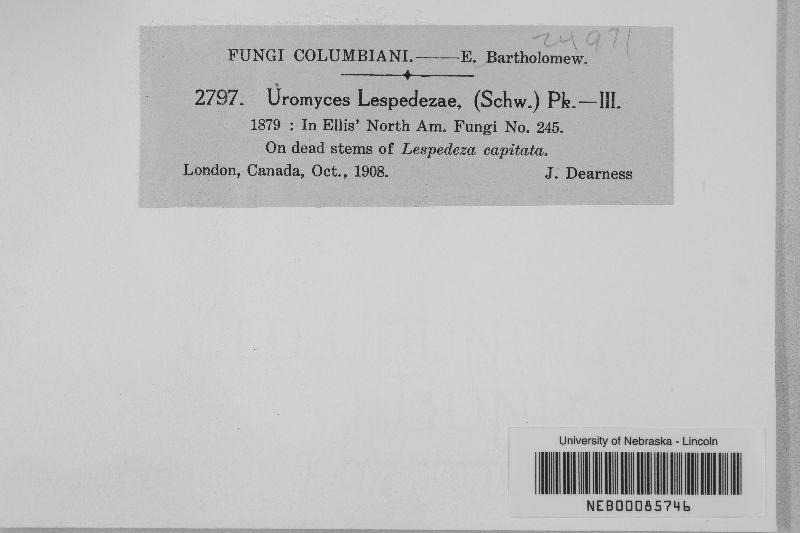 24971
FUNGI COLUMBIANI.——E. Bartholomew.
2797. Uromyces Lespedezae, (Schw.) Pk.—III.
1879 : In Ellis' North Am. Fungi No. 245.
On dead stems of Lespedeza capitata.
London, Canada, Oct., 1908. J. Dearness
University of Nebraska - Lincoln
NEB00085746